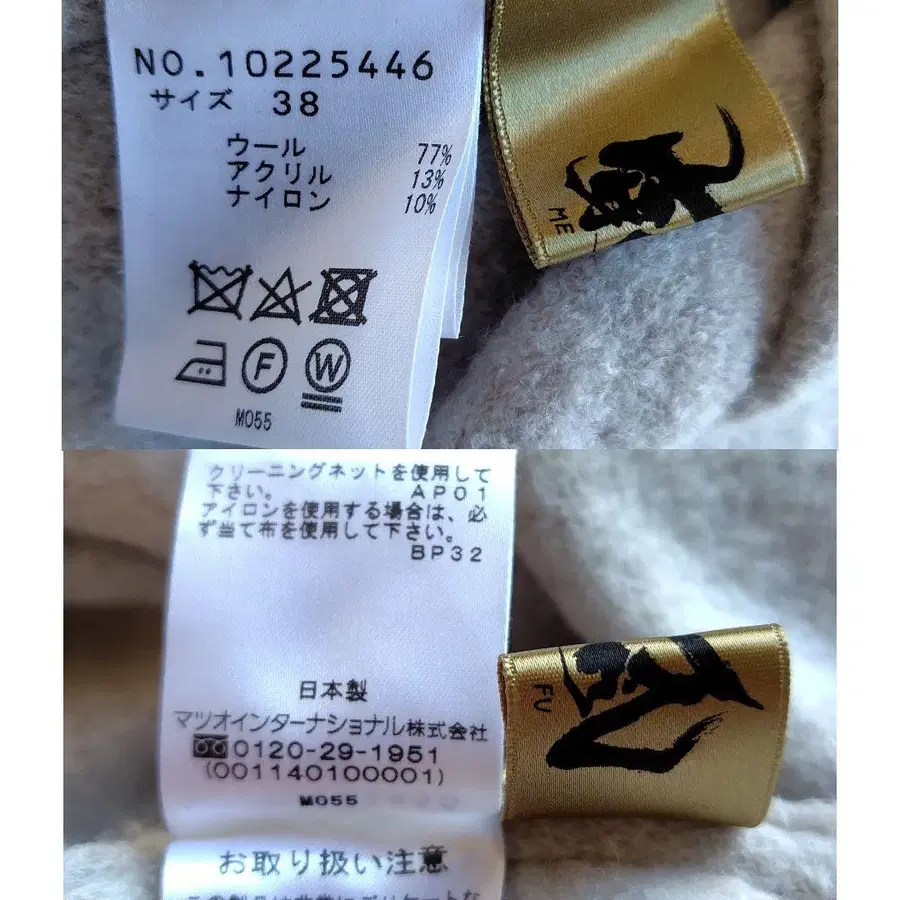 NO.10225446
サイズ 38
ウール 77%
アクリル 13%
ナイロン 10%
F
W
M055
ME
クリーニングネットを使用して
下さい。 AP01
アイロンを使用する場合は、必
ず当て布を使用して下さい。
BP32
日本製
マツオインターナショナル株式会社
0120-29-1951
(001140100001)
M055
FU
お取り扱い注意